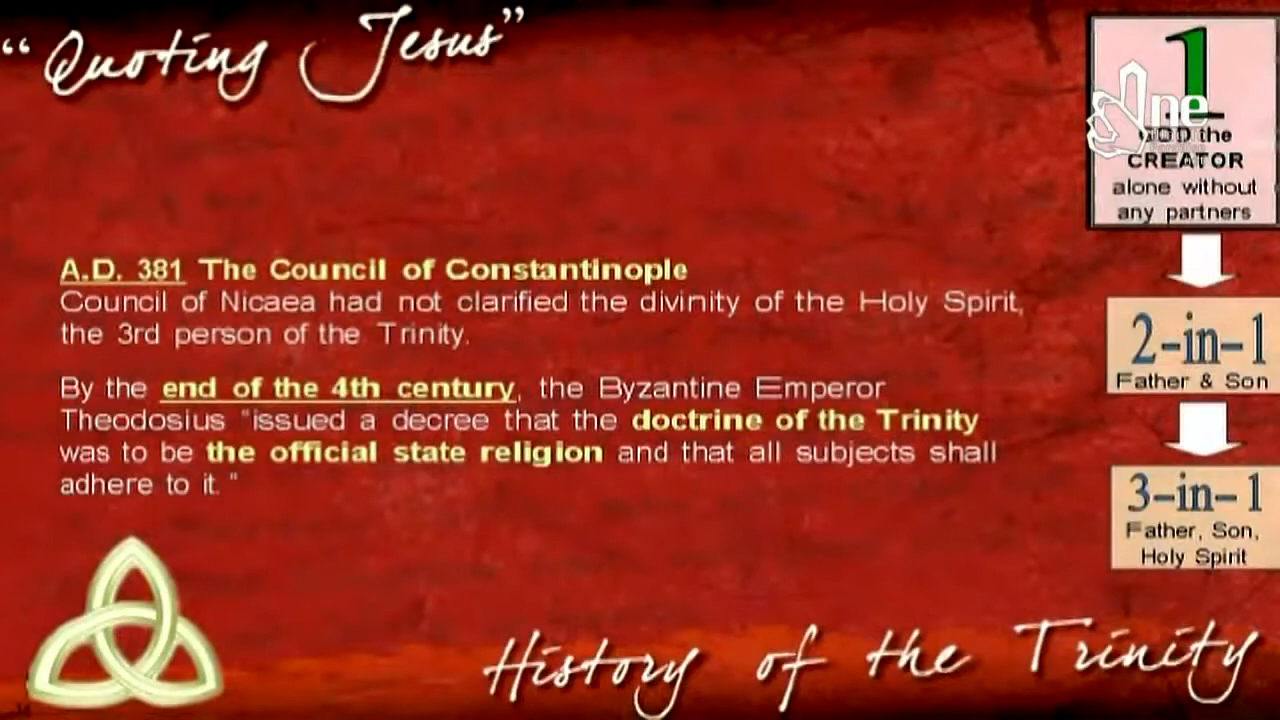 “Quoting Jesus”
A.D. 381 The Council of Constantinople
Council of Nicaea had not clarified the divinity of the Holy Spirit,
the 3rd person of the Trinity.
By the end of the 4th century, the Byzantine Emperor
Theodosius "issued a decree that the doctrine of the Trinity
was to be the official state religion and that all subjects shall
adhere to it."
1
ne
GOD the
CREATOR
alone without
any partners
2-in-1
Father & Son
3-in-1
Father, Son,
Holy Spirit
History of the Trinity